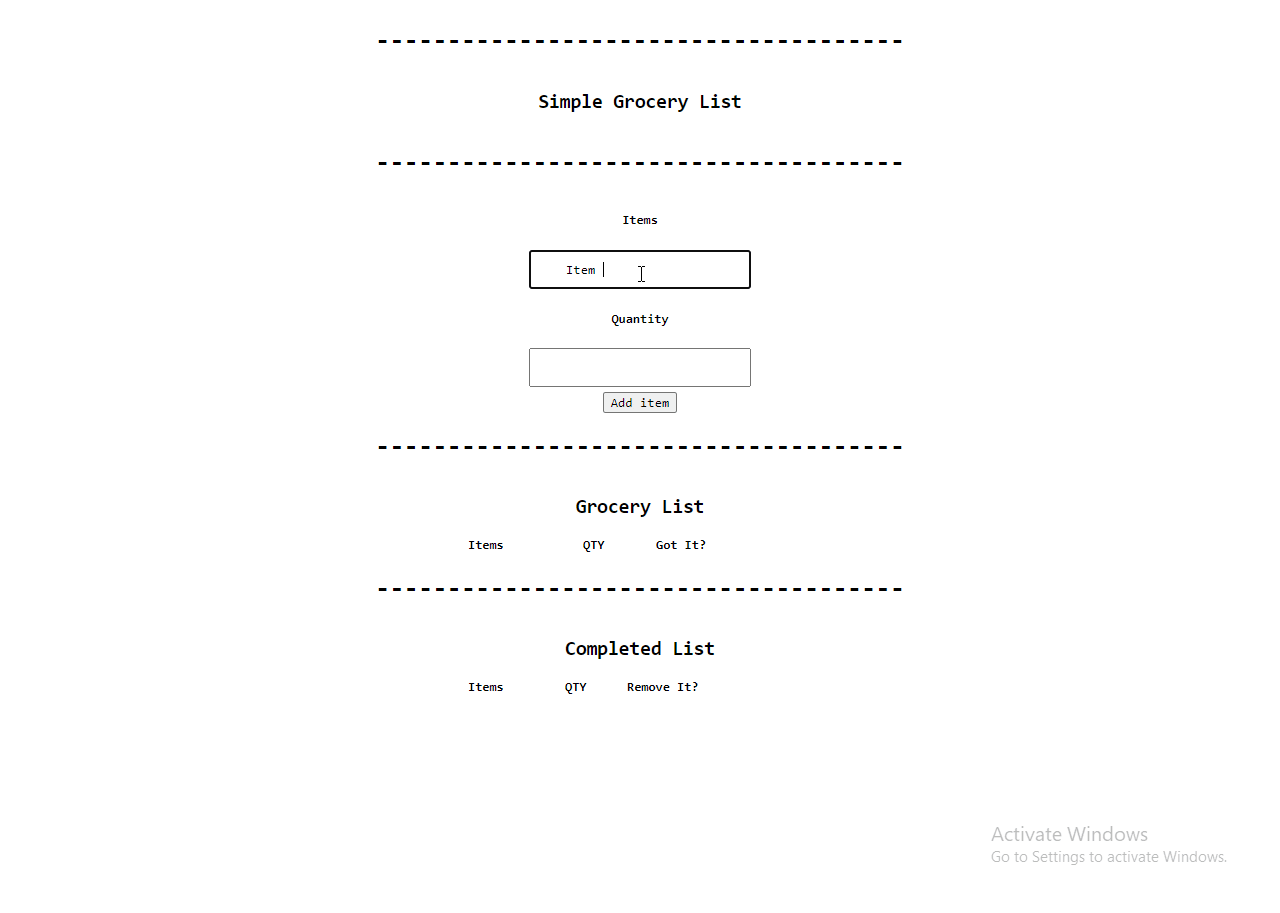 -------------------------------------
Simple Grocery List
-------------------------------------
Items
Item
Quantity
Add item
-------------------------------------
Grocery List
Items QTY Got It?
-------------------------------------
Completed List
Items QTY Remove It?
Activate Windows
Go to Settings to activate Windows.